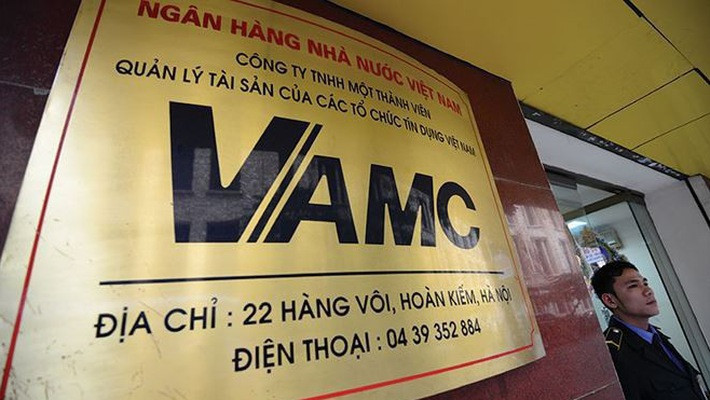 NGÂN HÀNG NHÀ NƯỚC VIỆT NAM
CÔNG TY TNHH MỘT THÀNH VIÊN
QUẢN LÝ TÀI SẢN CỦA CÁC TỔ CHỨC TÍN DỤNG VIỆT NAM
VAMC
ĐỊA CHỈ : 22 HÀNG VÔI, HOÀN KIẾM, HÀ NỘI
ĐIỆN THOẠI : 04 39 352 884